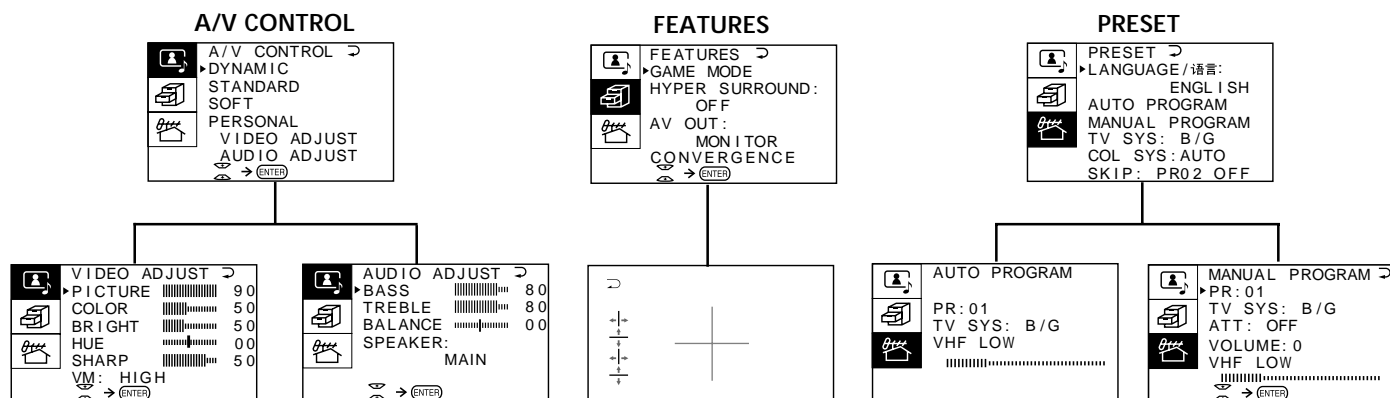 A/V CONTROL
A/V CONTROL
DYNAMIC
STANDARD
SOFT
PERSONAL
VIDEO ADJUST
AUDIO ADJUST
ENTER
FEATURES
FEATURES
GAME MODE
HYPER SURROUND:
OFF
AV OUT:
MONITOR
CONVERGENCE
ENTER
PRESET
PRESET
LANGUAGE/语言:
ENGLISH
AUTO PROGRAM
MANUAL PROGRAM
TV SYS: B/G
COL SYS:AUTO
SKIP: PR02 OFF
VIDEO ADJUST
PICTURE 90
COLOR 50
BRIGHT 50
HUE 00
SHARP 50
VM: HIGH
ENTER
AUDIO ADJUST
BASS 80
TREBLE 80
BALANCE 00
SPEAKER:
MAIN
ENTER
AUTO PROGRAM
PR:01
TV SYS: B/G
VHF LOW
MANUAL PROGRAM
PR:01
TV SYS: B/G
ATT: OFF
VOLUME:0
VHF LOW
ENTER